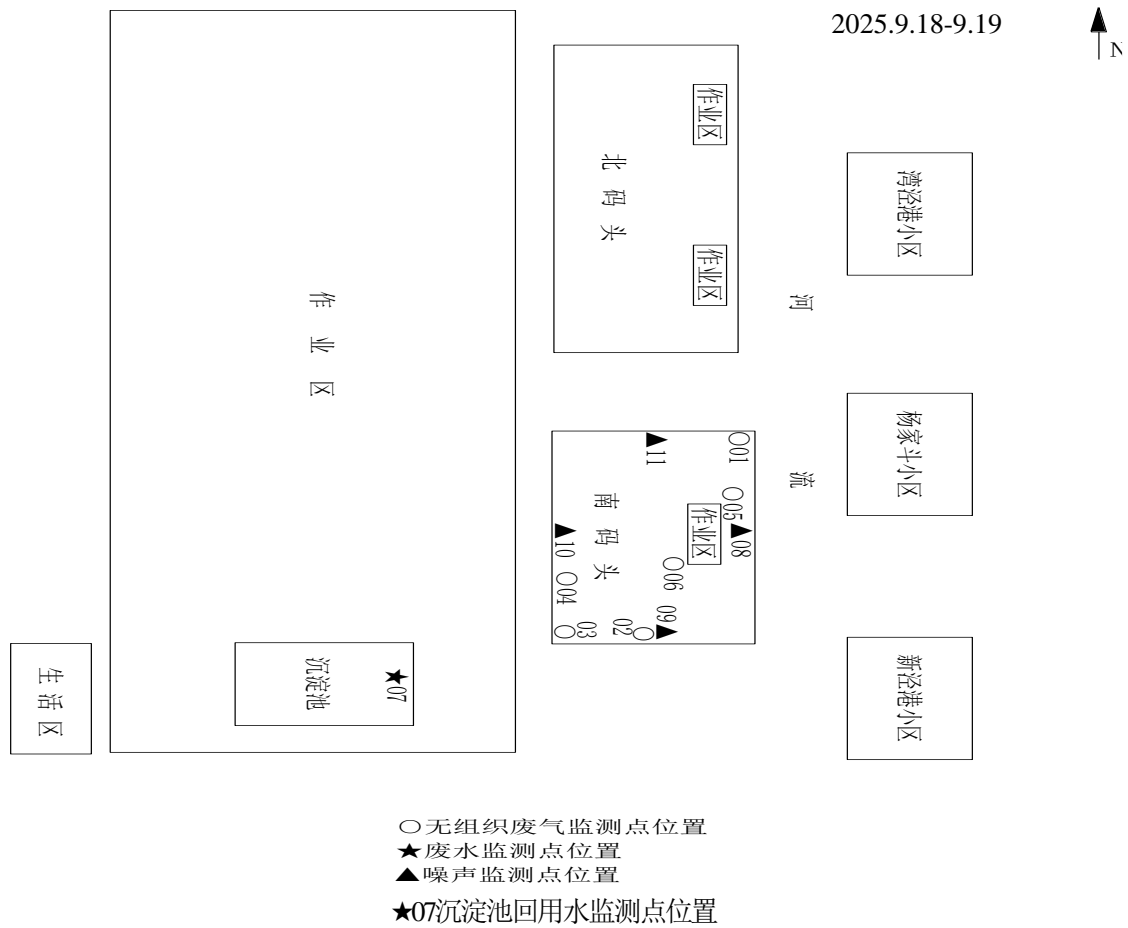 2025.9.18-9.19
N
作业区
北码头
作业区
湾泾港小区
作业区
河
流
杨家斗小区
▲11
○01
○05
南码头
作业区
▲08
▲10
○06
○04
09▲
○03
02○
生活区
沉淀池
★07
新泾港小区
○无组织废气监测点位置
★废水监测点位置
▲噪声监测点位置
★07沉淀池回用水监测点位置